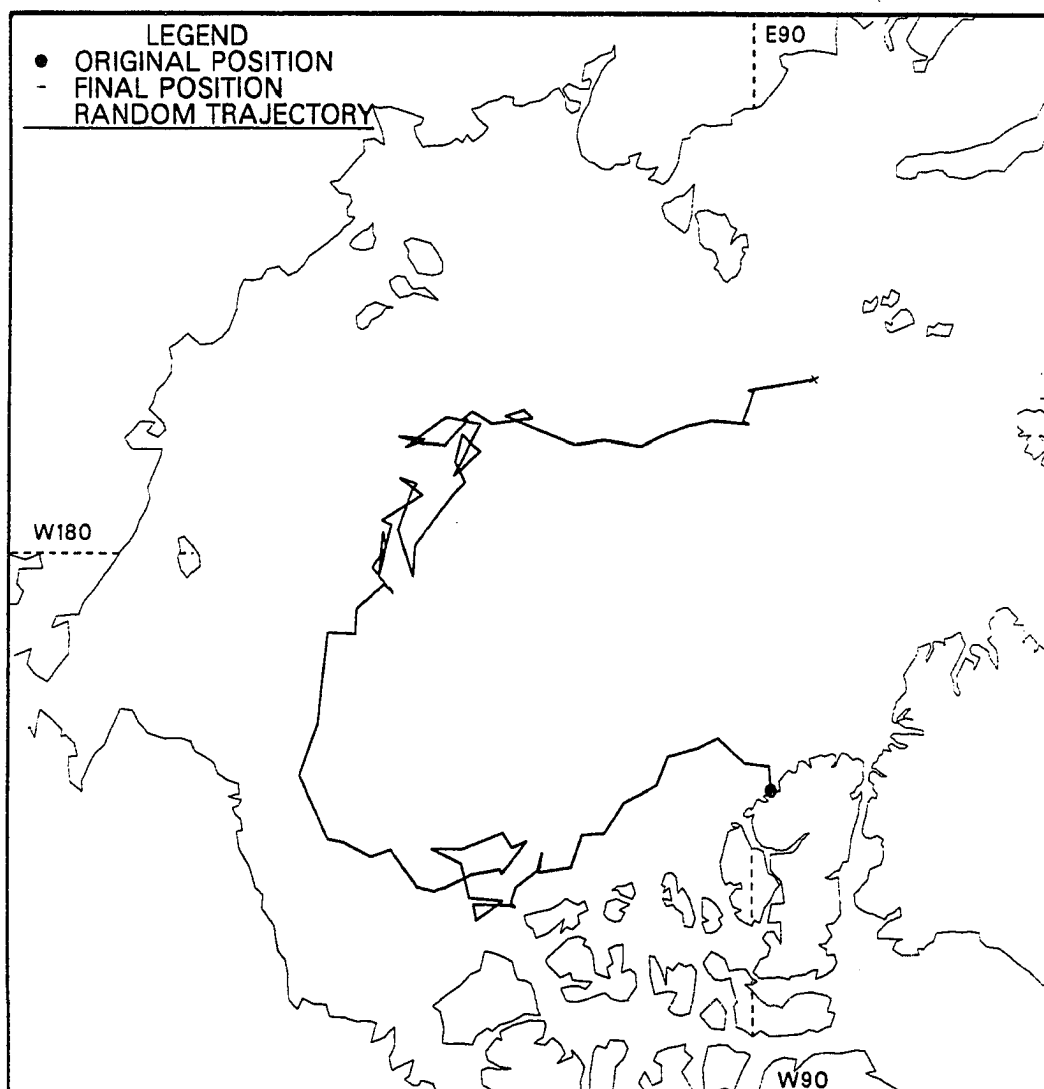 LEGEND
● ORIGINAL POSITION
- FINAL POSITION
RANDOM TRAJECTORY
E90
W180
W90